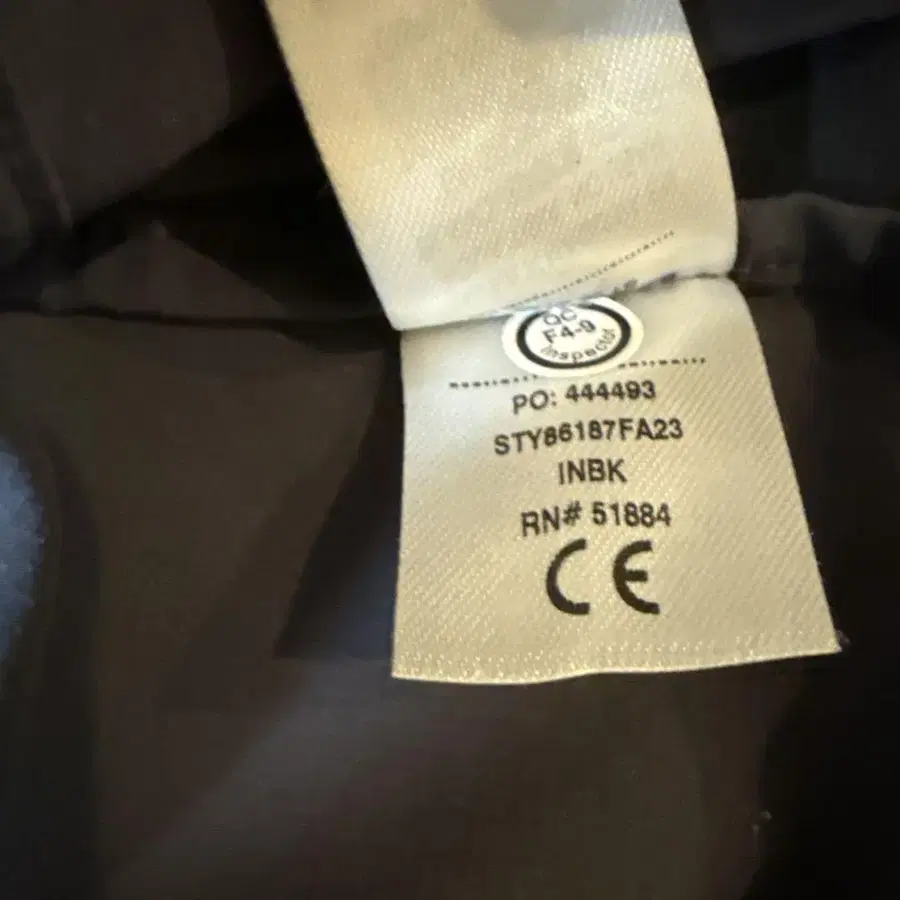 QC
F4-9
Inspector
PO: 444493
STY86187FA23
INBK
RN# 51884
CE